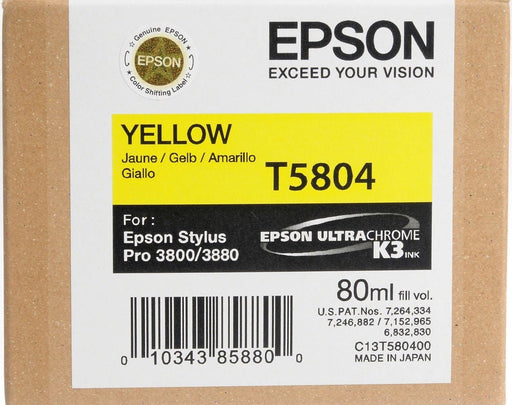 Genuine EPSON
EPSON
Color Shifting Label
EPSON
EXCEED YOUR VISION
YELLOW
Jaune / Gelb / Amarillo
Giallo
T5804
For :
Epson Stylus
Pro 3800/3880
EPSON ULTRACHROME
K3 INK
80ml fill vol.
U.S.PAT.Nos. 7,264,334
7,246,882 / 7,152,965
6,832,830
C13T580400
MADE IN JAPAN
0 10343 85880 0